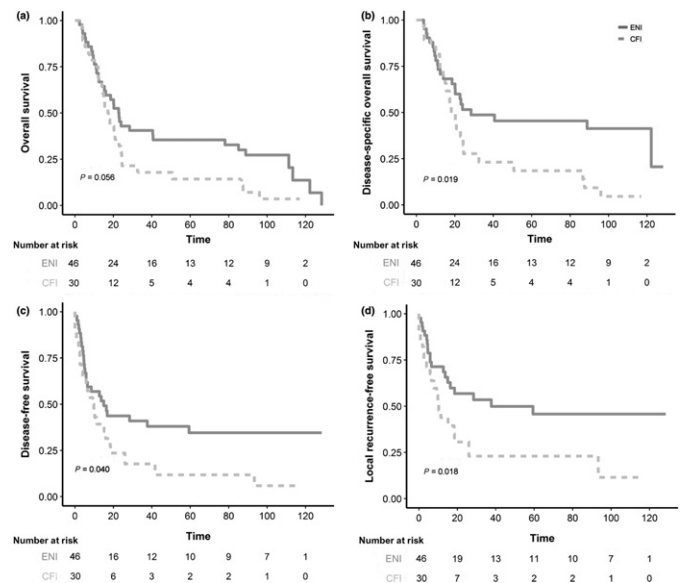 (a)
Overall survival
1.00
0.75
0.50
0.25
0.00
P = 0.056
0 20 40 60 80 100 120
Time
Number at risk
ENI 46 24 16 13 12 9 2
CFI 30 12 5 4 4 1 0
(b)
ENI
CFI
Disease-specific overall survival
1.00
0.75
0.50
0.25
0.00
P = 0.019
0 20 40 60 80 100 120
Time
Number at risk
ENI 46 24 16 13 12 9 2
CFI 30 12 5 4 4 1 0
(c)
Disease-free survival
1.00
0.75
0.50
0.25
0.00
P = 0.040
0 20 40 60 80 100 120
Time
Number at risk
ENI 46 16 12 10 9 7 1
CFI 30 6 3 2 2 1 0
(d)
Local recurrence-free survival
1.00
0.75
0.50
0.25
0.00
P = 0.018
0 20 40 60 80 100 120
Time
Number at risk
ENI 46 19 13 11 10 7 1
CFI 30 7 3 2 2 1 0